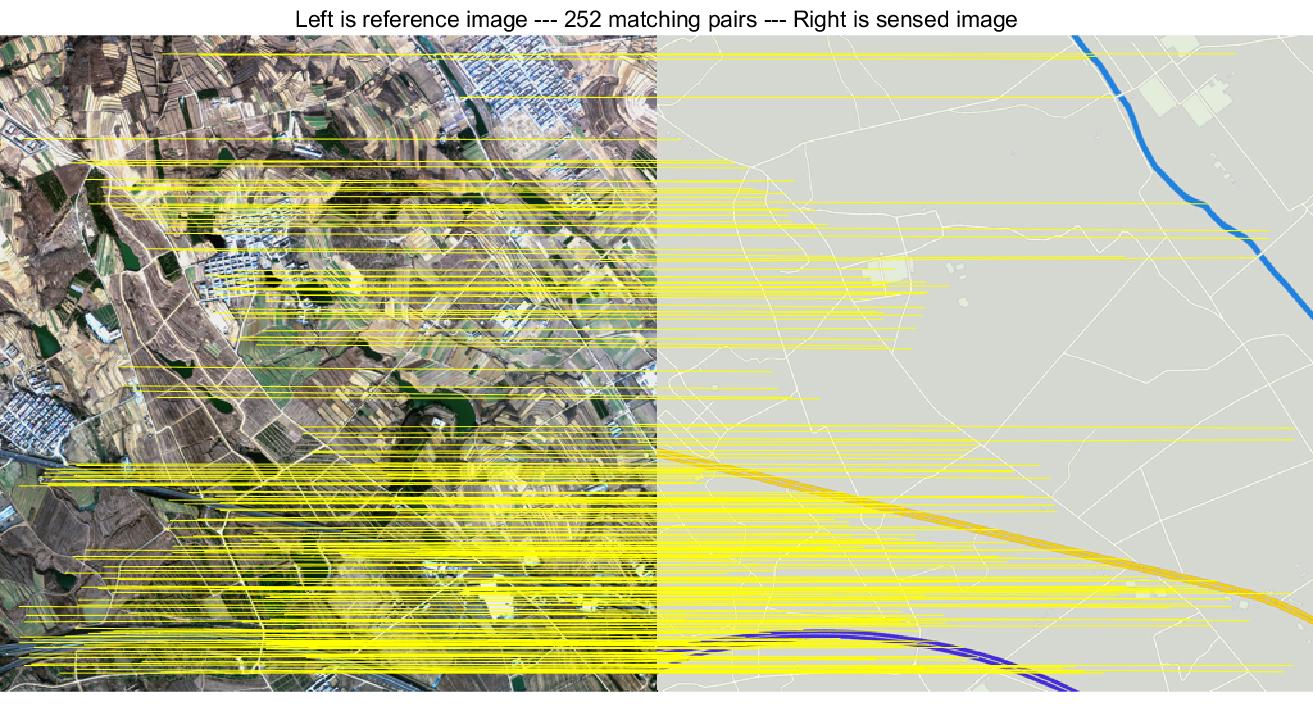 Left is reference image --- 252 matching pairs --- Right is sensed image